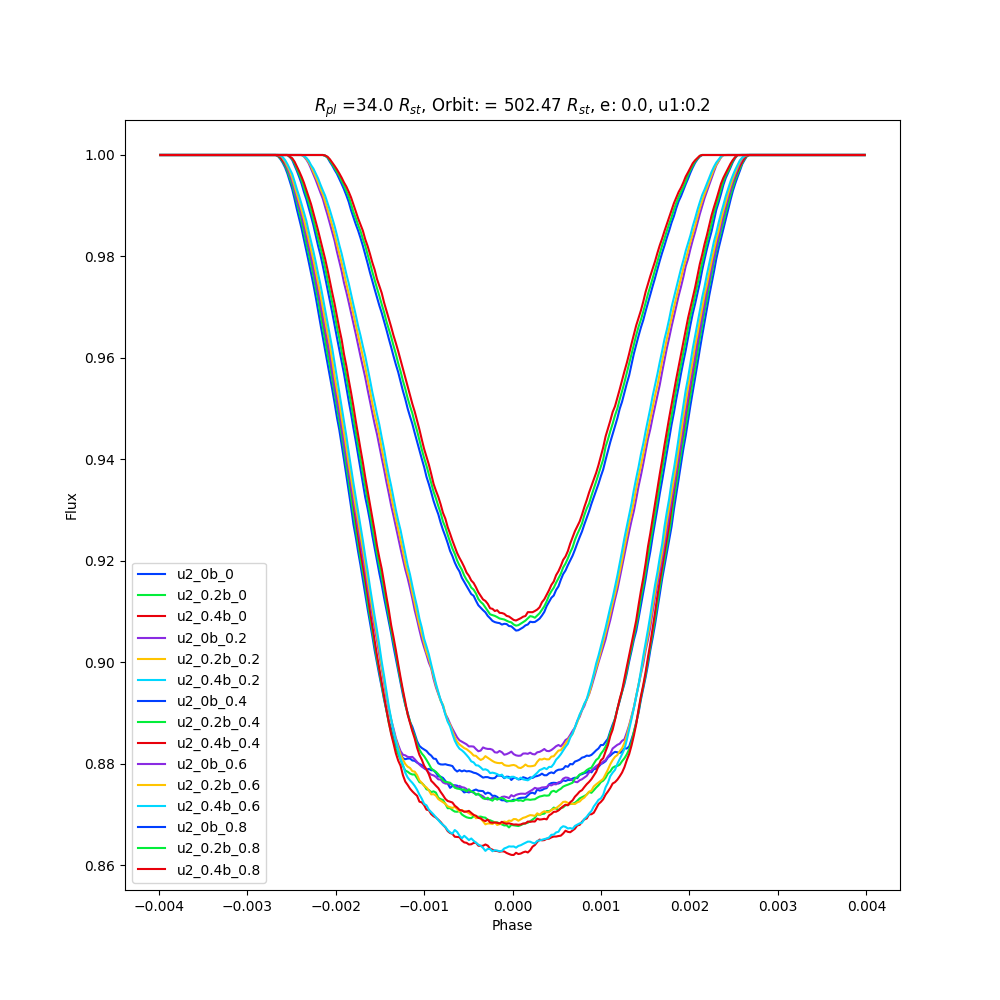 R_pl =34.0 R_st, Orbit: = 502.47 R_st, e: 0.0, u1:0.2
1.00
0.98
0.96
0.94
0.92
0.90
0.88
0.86
Flux
u2_0b_0
u2_0.2b_0
u2_0.4b_0
u2_0b_0.2
u2_0.2b_0.2
u2_0.4b_0.2
u2_0b_0.4
u2_0.2b_0.4
u2_0.4b_0.4
u2_0b_0.6
u2_0.2b_0.6
u2_0.4b_0.6
u2_0b_0.8
u2_0.2b_0.8
u2_0.4b_0.8
−0.004 −0.003 −0.002 −0.001 0.000 0.001 0.002 0.003 0.004
Phase